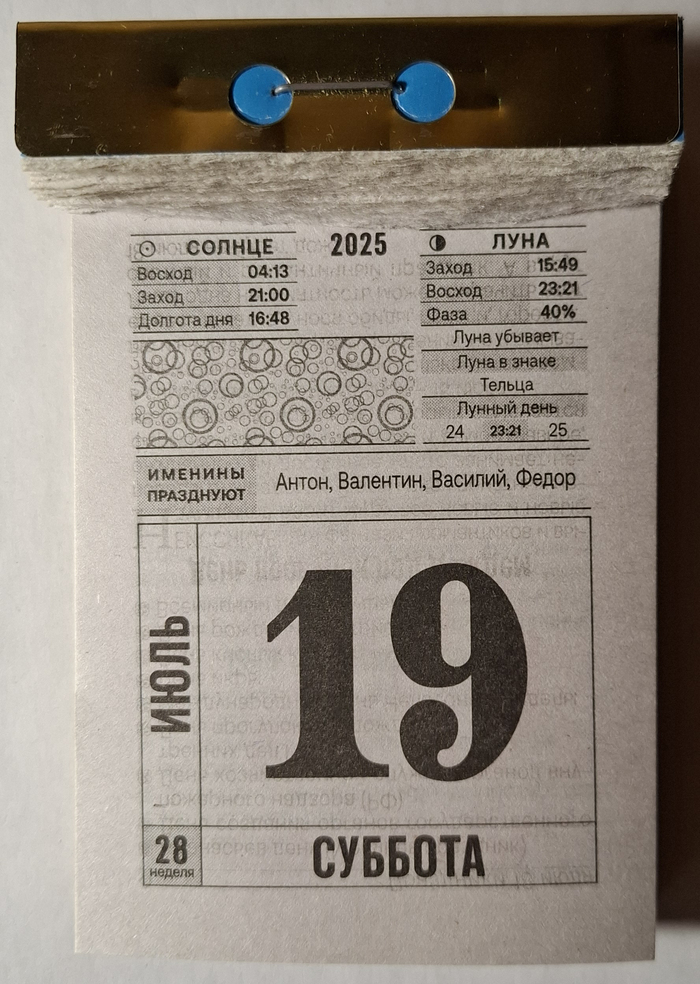 СОЛНЦЕ
Восход 04:13
Заход 21:00
Долгота дня 16:48
2025
ЛУНА
Заход 15:49
Восход 23:21
Фаза 40%
Луна убывает
Луна в знаке
Тельца
Лунный день
24 23:21 25
ИМЕНИНЫ
ПРАЗДНУЮТ
Антон, Валентин, Василий, Федор
ИЮЛЬ
19
28
неделя
СУББОТА